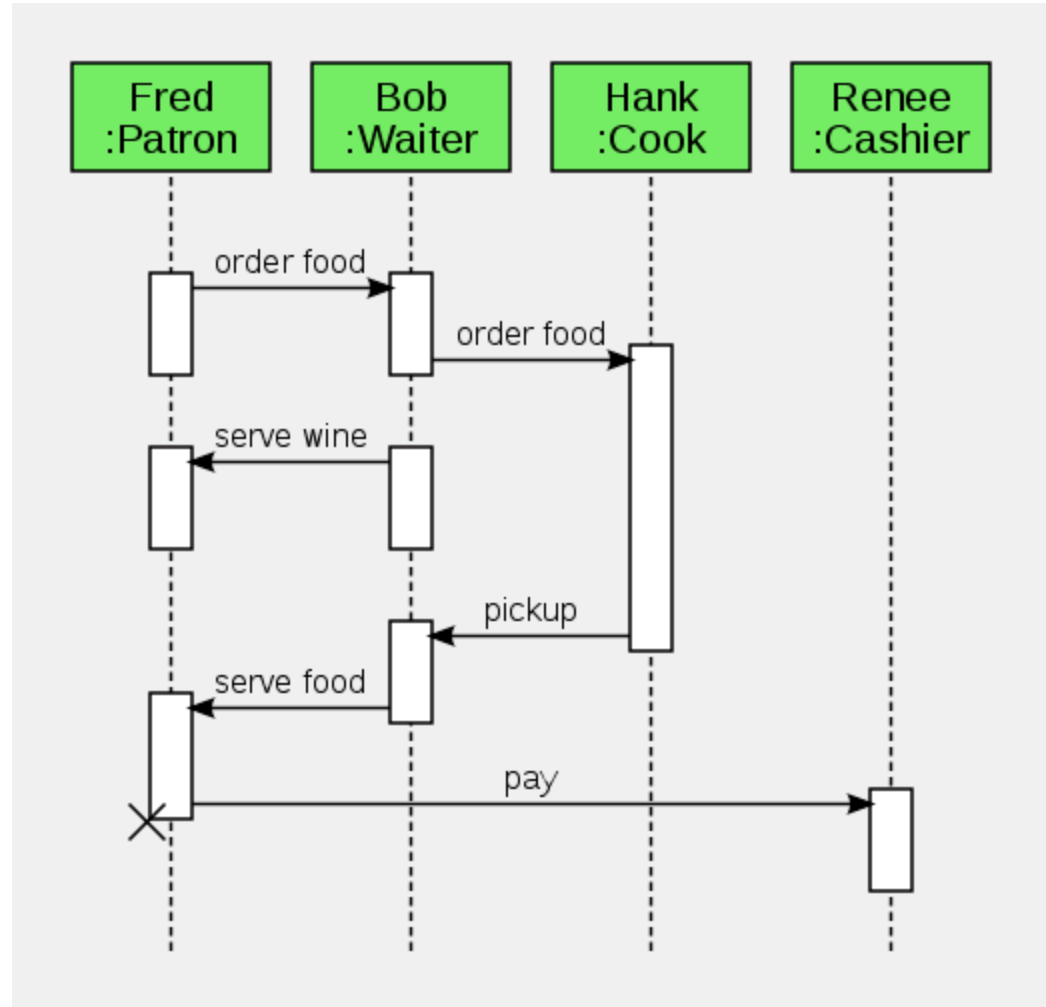 Fred
:Patron
Bob
:Waiter
Hank
:Cook
Renee
:Cashier
order food
order food
serve wine
pickup
serve food
pay